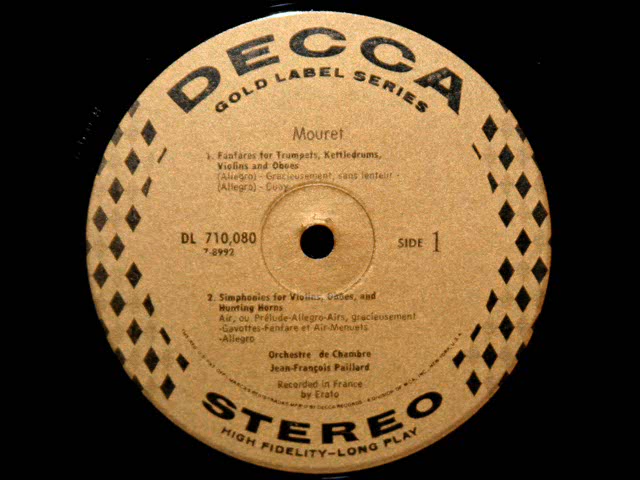 DECCA
GOLD LABEL SERIES
Mouret
1. Fanfares for Trumpets, Kettledrums,
Violins and Oboes
(Allegro) - Gracieusement, sans lenteur -
(Allegro) - Guay
DL 710,080
7-8992
SIDE 1
2. Simphonies for Violins, Oboes, and
Hunting Horns
Air, ou Prélude-Allegro-Airs, gracieusement
-Gavottes-Fanfare et Air-Menuets
-Allegro
Orchestre de Chambre
Jean-François Paillard
Recorded in France
by Erato
STEREO
HIGH FIDELITY-LONG PLAY